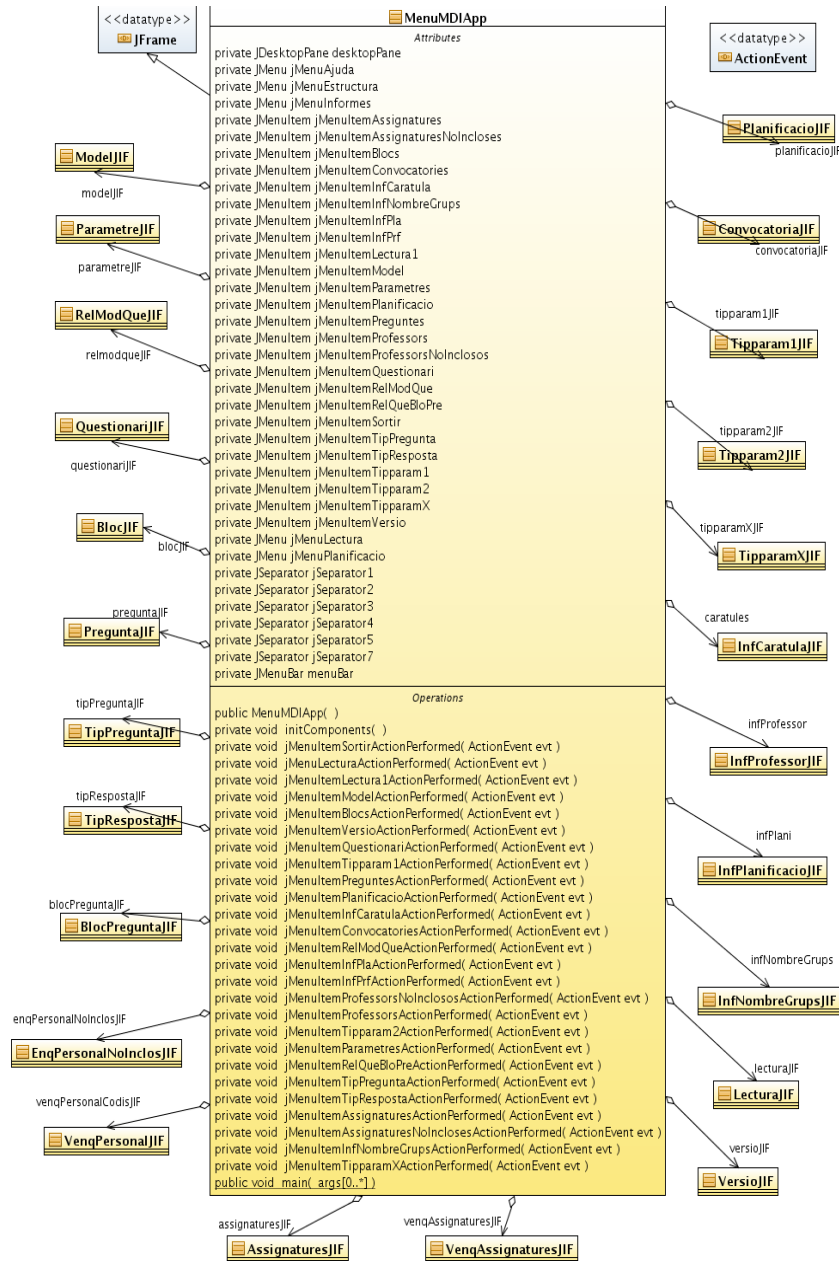 <<datatype>>
JFrame
MenuMDIApp
<<datatype>>
ActionEvent
Attributes
private JDesktopPane desktopPane
private JMenu jMenuAjuda
private JMenu jMenuEstructura
private JMenu jMenuInformes
private JMenuItem jMenuItemAssignatures
private JMenuItem jMenuItemAssignaturesNoIncloses
private JMenuItem jMenuItemBlocs
private JMenuItem jMenuItemConvocatories
private JMenuItem jMenuItemInfCaratula
private JMenuItem jMenuItemInfNombreGrups
private JMenuItem jMenuItemInfPla
private JMenuItem jMenuItemInfPrf
private JMenuItem jMenuItemLectura1
private JMenuItem jMenuItemModel
private JMenuItem jMenuItemParametres
private JMenuItem jMenuItemPlanificacio
private JMenuItem jMenuItemPreguntes
private JMenuItem jMenuItemProfessors
private JMenuItem jMenuItemProfessorsNoInclosos
private JMenuItem jMenuItemQuestionari
private JMenuItem jMenuItemRelModQue
private JMenuItem jMenuItemRelQueBloPre
private JMenuItem jMenuItemSortir
private JMenuItem jMenuItemTipPregunta
private JMenuItem jMenuItemTipResposta
private JMenuItem jMenuItemTipparam1
private JMenuItem jMenuItemTipparam2
private JMenuItem jMenuItemTipparamX
private JMenuItem jMenuItemVersio
private JMenu jMenuLectura
private JMenu jMenuPlanificacio
private JSeparator jSeparator1
private JSeparator jSeparator2
private JSeparator jSeparator3
private JSeparator jSeparator4
private JSeparator jSeparator5
private JSeparator jSeparator7
private JMenuBar menuBar
Operations
public MenuMDIApp( )
private void initComponents( )
private void jMenuItemSortirActionPerformed( ActionEvent evt )
private void jMenuLecturaActionPerformed( ActionEvent evt )
private void jMenuItemLectura1ActionPerformed( ActionEvent evt )
private void jMenuItemModelActionPerformed( ActionEvent evt )
private void jMenuItemBlocsActionPerformed( ActionEvent evt )
private void jMenuItemVersioActionPerformed( ActionEvent evt )
private void jMenuItemQuestionariActionPerformed( ActionEvent evt )
private void jMenuItemTipparam1ActionPerformed( ActionEvent evt )
private void jMenuItemPreguntesActionPerformed( ActionEvent evt )
private void jMenuItemPlanificacioActionPerformed( ActionEvent evt )
private void jMenuItemInfCaratulaActionPerformed( ActionEvent evt )
private void jMenuItemConvocatoriesActionPerformed( ActionEvent evt )
private void jMenuItemRelModQueActionPerformed( ActionEvent evt )
private void jMenuItemInfPlaActionPerformed( ActionEvent evt )
private void jMenuItemInfPrfActionPerformed( ActionEvent evt )
private void jMenuItemProfessorsNoInclososActionPerformed( ActionEvent evt )
private void jMenuItemProfessorsActionPerformed( ActionEvent evt )
private void jMenuItemTipparam2ActionPerformed( ActionEvent evt )
private void jMenuItemParametresActionPerformed( ActionEvent evt )
private void jMenuItemRelQueBloPreActionPerformed( ActionEvent evt )
private void jMenuItemTipPreguntaActionPerformed( ActionEvent evt )
private void jMenuItemTipRespostaActionPerformed( ActionEvent evt )
private void jMenuItemAssignaturesActionPerformed( ActionEvent evt )
private void jMenuItemAssignaturesNoInclosesActionPerformed( ActionEvent evt )
private void jMenuItemInfNombreGrupsActionPerformed( ActionEvent evt )
private void jMenuItemTipparamXActionPerformed( ActionEvent evt )
public void main( args[0..*] )
ModelJIF
modelJIF
ParametreJIF
parametreJIF
RelModQueJIF
relmodqueJIF
QuestionariJIF
questionariJIF
BlocJIF
blocJIF
preguntaJIF
PreguntaJIF
tipPreguntaJIF
TipPreguntaJIF
tipRespostaJIF
TipRespostaJIF
blocPreguntaJIF
BlocPreguntaJIF
enqPersonalNoInclosJIF
EnqPersonalNoInclosJIF
venqPersonalCodisJIF
VenqPersonalJIF
PlanificacioJIF
planificacioJIF
ConvocatoriaJIF
convocatoriaJIF
tipparam1JIF
Tipparam1JIF
tipparam2JIF
Tipparam2JIF
tipparamXJIF
TipparamXJIF
caratules
InfCaratulaJIF
infProfessor
InfProfessorJIF
infPlani
InfPlanificacioJIF
infNombreGrups
InfNombreGrupsJIF
lecturaJIF
LecturaJIF
versioJIF
VersioJIF
assignaturesJIF
AssignaturesJIF
venqAssignaturesJIF
VenqAssignaturesJIF